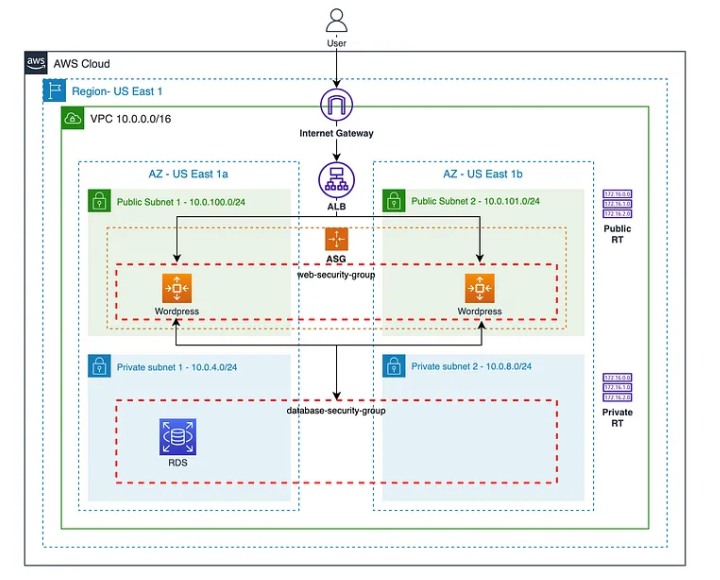 User
aws
AWS Cloud
Region- US East 1
VPC 10.0.0.0/16
Internet Gateway
AZ - US East 1a
AZ - US East 1b
ALB
Public Subnet 1 - 10.0.100.0/24
Public Subnet 2 - 10.0.101.0/24
172.16.0.0
172.16.1.0
172.16.2.0
Public
RT
ASG
web-security-group
Wordpress
Wordpress
Private subnet 1 - 10.0.4.0/24
Private subnet 2 - 10.0.8.0/24
172.16.0.0
172.16.1.0
172.16.2.0
Private
RT
database-security-group
RDS